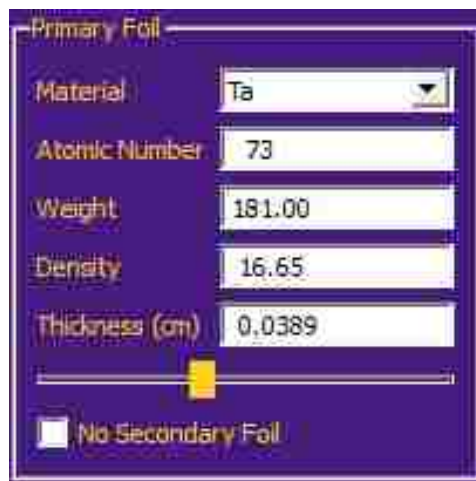 Primary Foil
Material Ta
Atomic Number 73
Weight 181.00
Density 16.65
Thickness (cm) 0.0389
No Secondary Foil